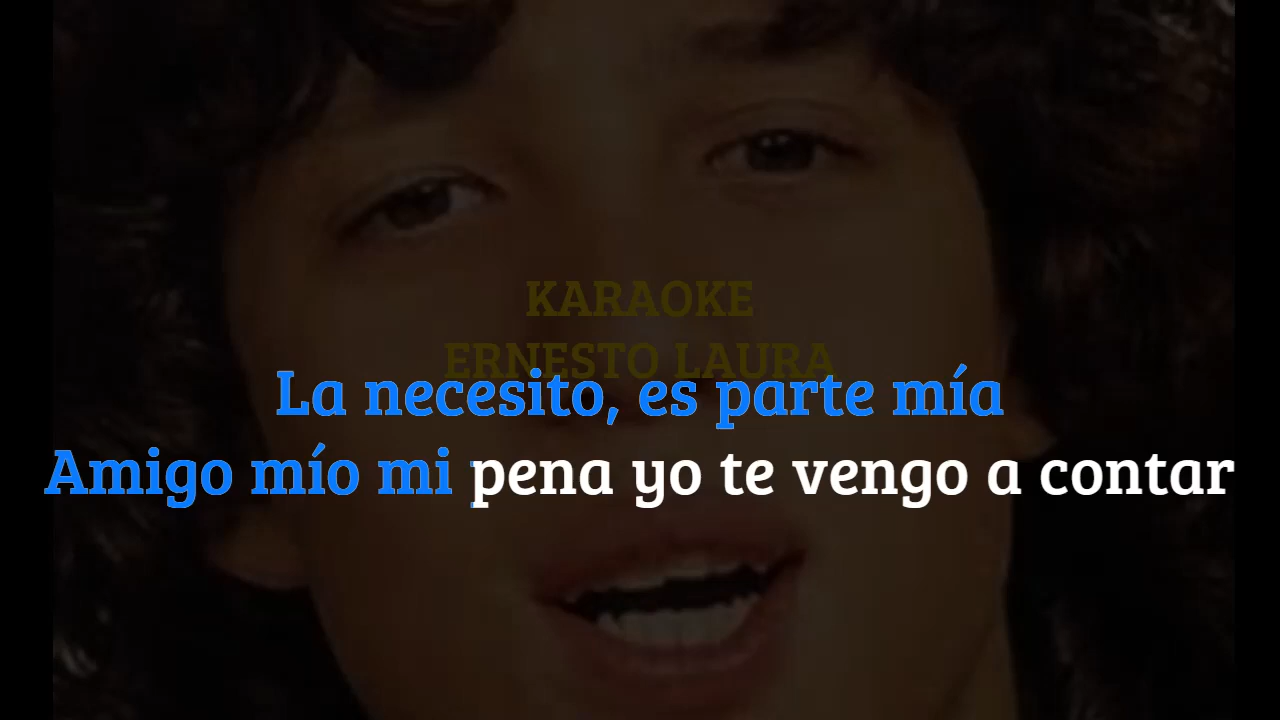 KARAOKE
ERNESTO LAURA
La necesito, es parte mía
Amigo mío mi pena yo te vengo a contar